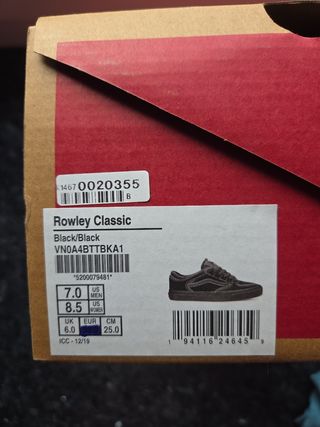 1467 0020355
B
Rowley Classic
Black/Black
VN0A4BTTBKA1
*5200079481*
7.0 US MEN
8.5 US WOMEN
UK EUR CM
6.0 25.0
ICC - 12/19
1 94116 24645 9